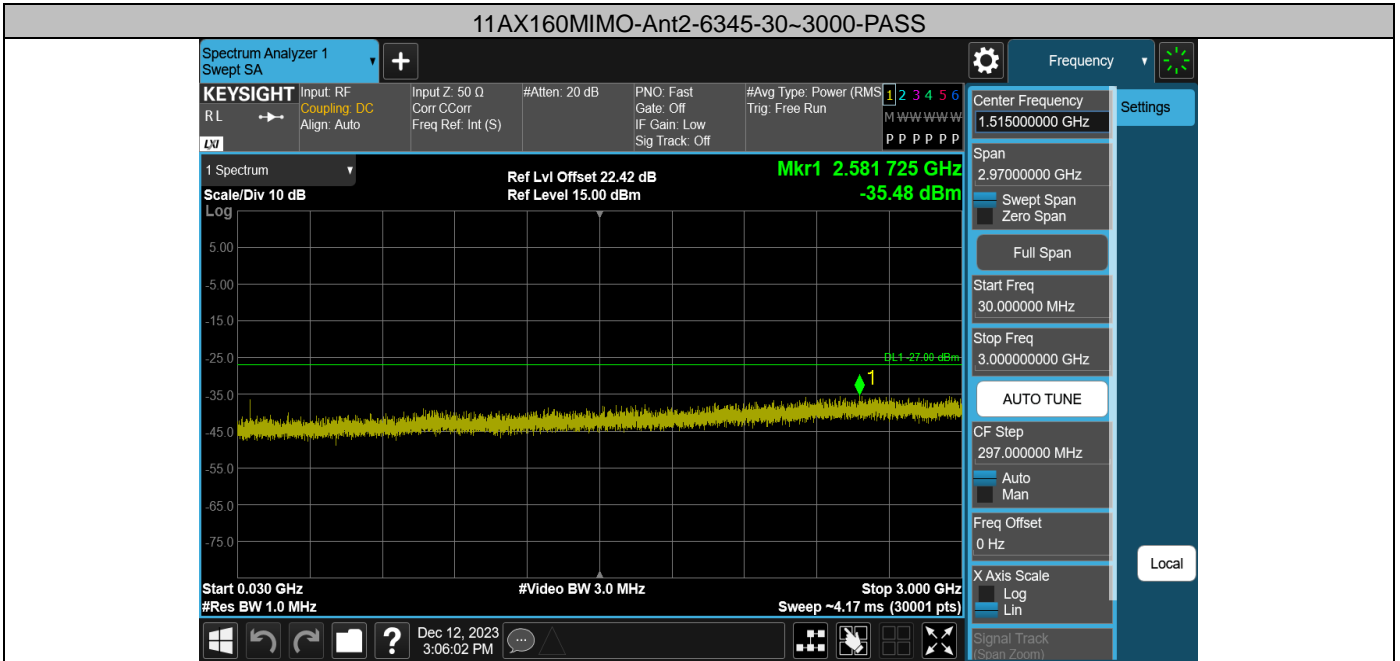 11AX160MIMO-Ant2-6345-30~3000-PASS
Spectrum Analyzer 1
Swept SA
+
Frequency
KEYSIGHT
RL
LXI
Input: RF
Coupling: DC
Align: Auto
Input Z: 50 Ω
Corr CCorr
Freq Ref: Int (S)
#Atten: 20 dB
PNO: Fast
Gate: Off
IF Gain: Low
Sig Track: Off
#Avg Type: Power (RMS
Trig: Free Run
1 2 3 4 5 6
M W W W W W
P P P P P P
1 Spectrum
Scale/Div 10 dB
Log
Ref Lvl Offset 22.42 dB
Ref Level 15.00 dBm
Mkr1 2.581 725 GHz
-35.48 dBm
5.00
-5.00
-15.0
-25.0
DL1 -27.00 dBm
1
-35.0
-45.0
-55.0
-65.0
-75.0
Start 0.030 GHz
#Video BW 3.0 MHz
Stop 3.000 GHz
#Res BW 1.0 MHz
Sweep ~4.17 ms (30001 pts)
Center Frequency
1.515000000 GHz
Settings
Span
2.97000000 GHz
Swept Span
Zero Span
Full Span
Start Freq
30.000000 MHz
Stop Freq
3.000000000 GHz
AUTO TUNE
CF Step
297.000000 MHz
Auto
Man
Freq Offset
0 Hz
X Axis Scale
Log
Lin
Local
Signal Track
(Span Zoom)
?
Dec 12, 2023
3:06:02 PM